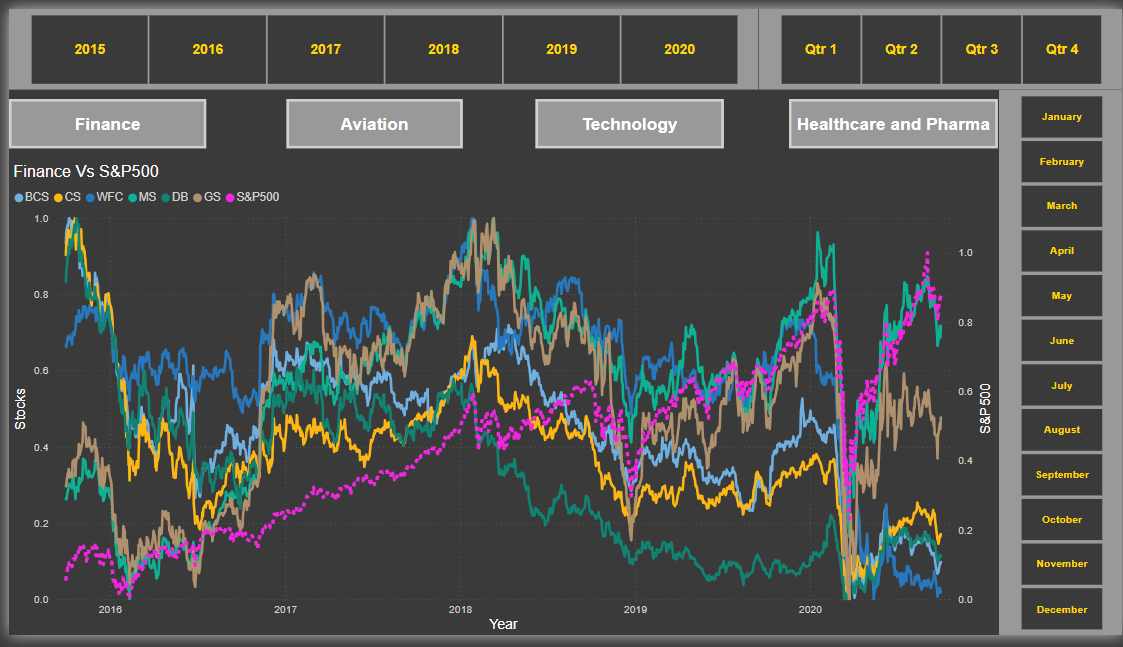 2015 2016 2017 2018 2019 2020 Qtr 1 Qtr 2 Qtr 3 Qtr 4
Finance Aviation Technology Healthcare and Pharma
Finance Vs S&P500
BCS CS WFC MS DB GS S&P500
Stocks
1.0
0.8
0.6
0.4
0.2
0.0
2016 2017 2018 2019 2020
Year
1.0
0.8
0.6
0.4
0.2
0.0
S&P 500
January
February
March
April
May
June
July
August
September
October
November
December